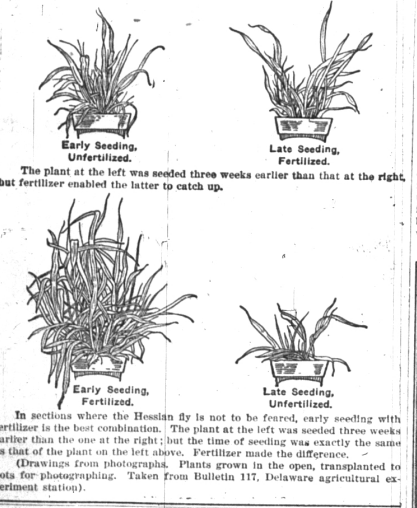 Early Seeding,
Unfertilized.
Late Seeding,
Fertilized.
The plant at the left was seeded three weeks earlier than that at the right,
but fertilizer enabled the latter to catch up.
Early Seeding,
Fertilized.
Late Seeding,
Unfertilized.
In sections where the Hessian fly is not to be feared, early seeding with
ertilizer is the best combination. The plant at the left was seeded three weeks
arlier than the one at the right; but the time of seeding was exactly the same
s that of the plant on the left above. Fertilizer made the difference.
(Drawings from photographs. Plants grown in the open, transplanted to
ots for photographing. Taken from Bulletin 117, Delaware agricultural ex-
eriment station).